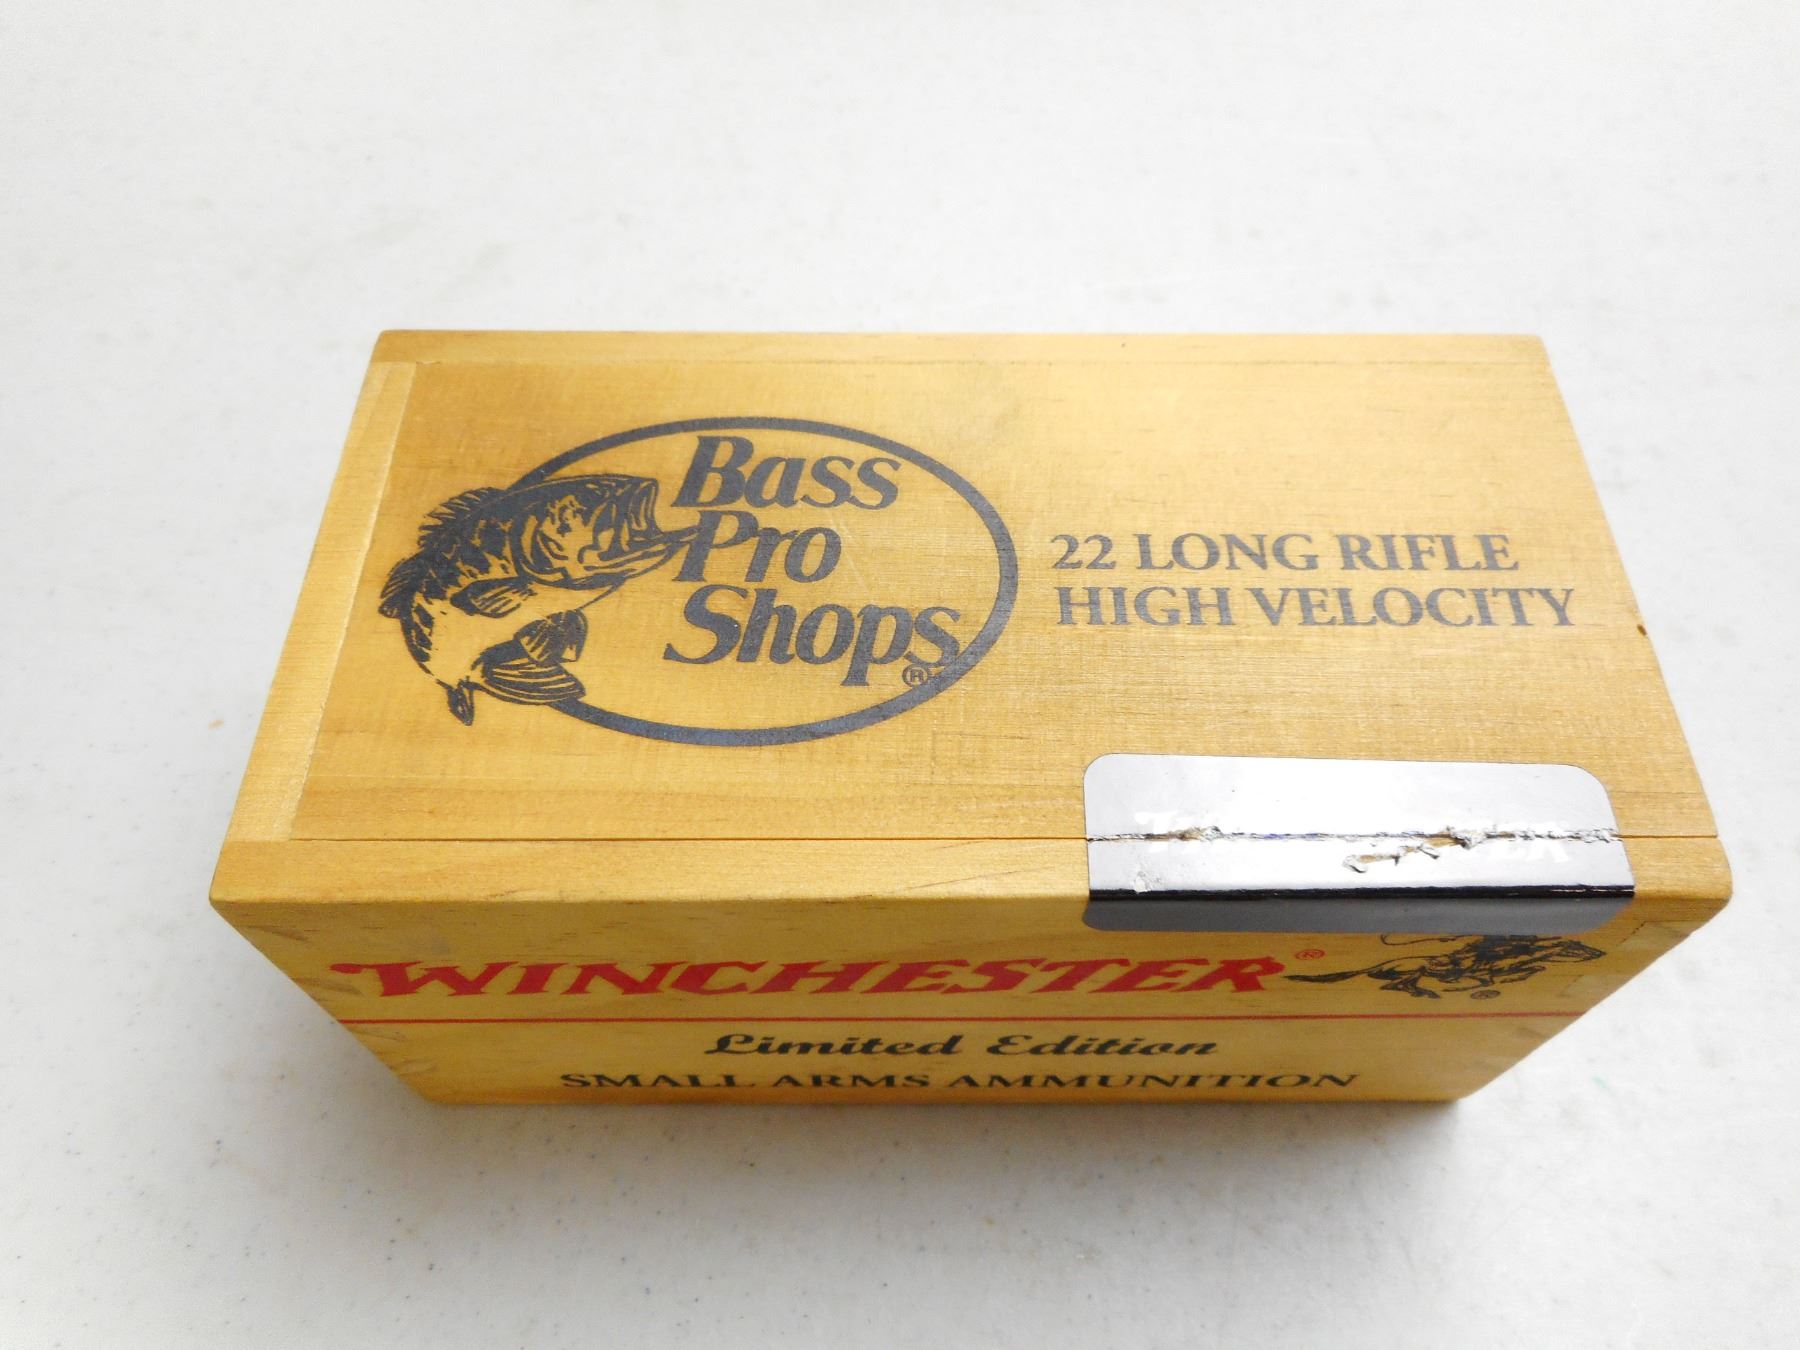 Bass
Pro
Shops®
22 LONG RIFLE
HIGH VELOCITY
WINCHESTER®
®
Limited Edition
SMALL ARMS AMMUNITION